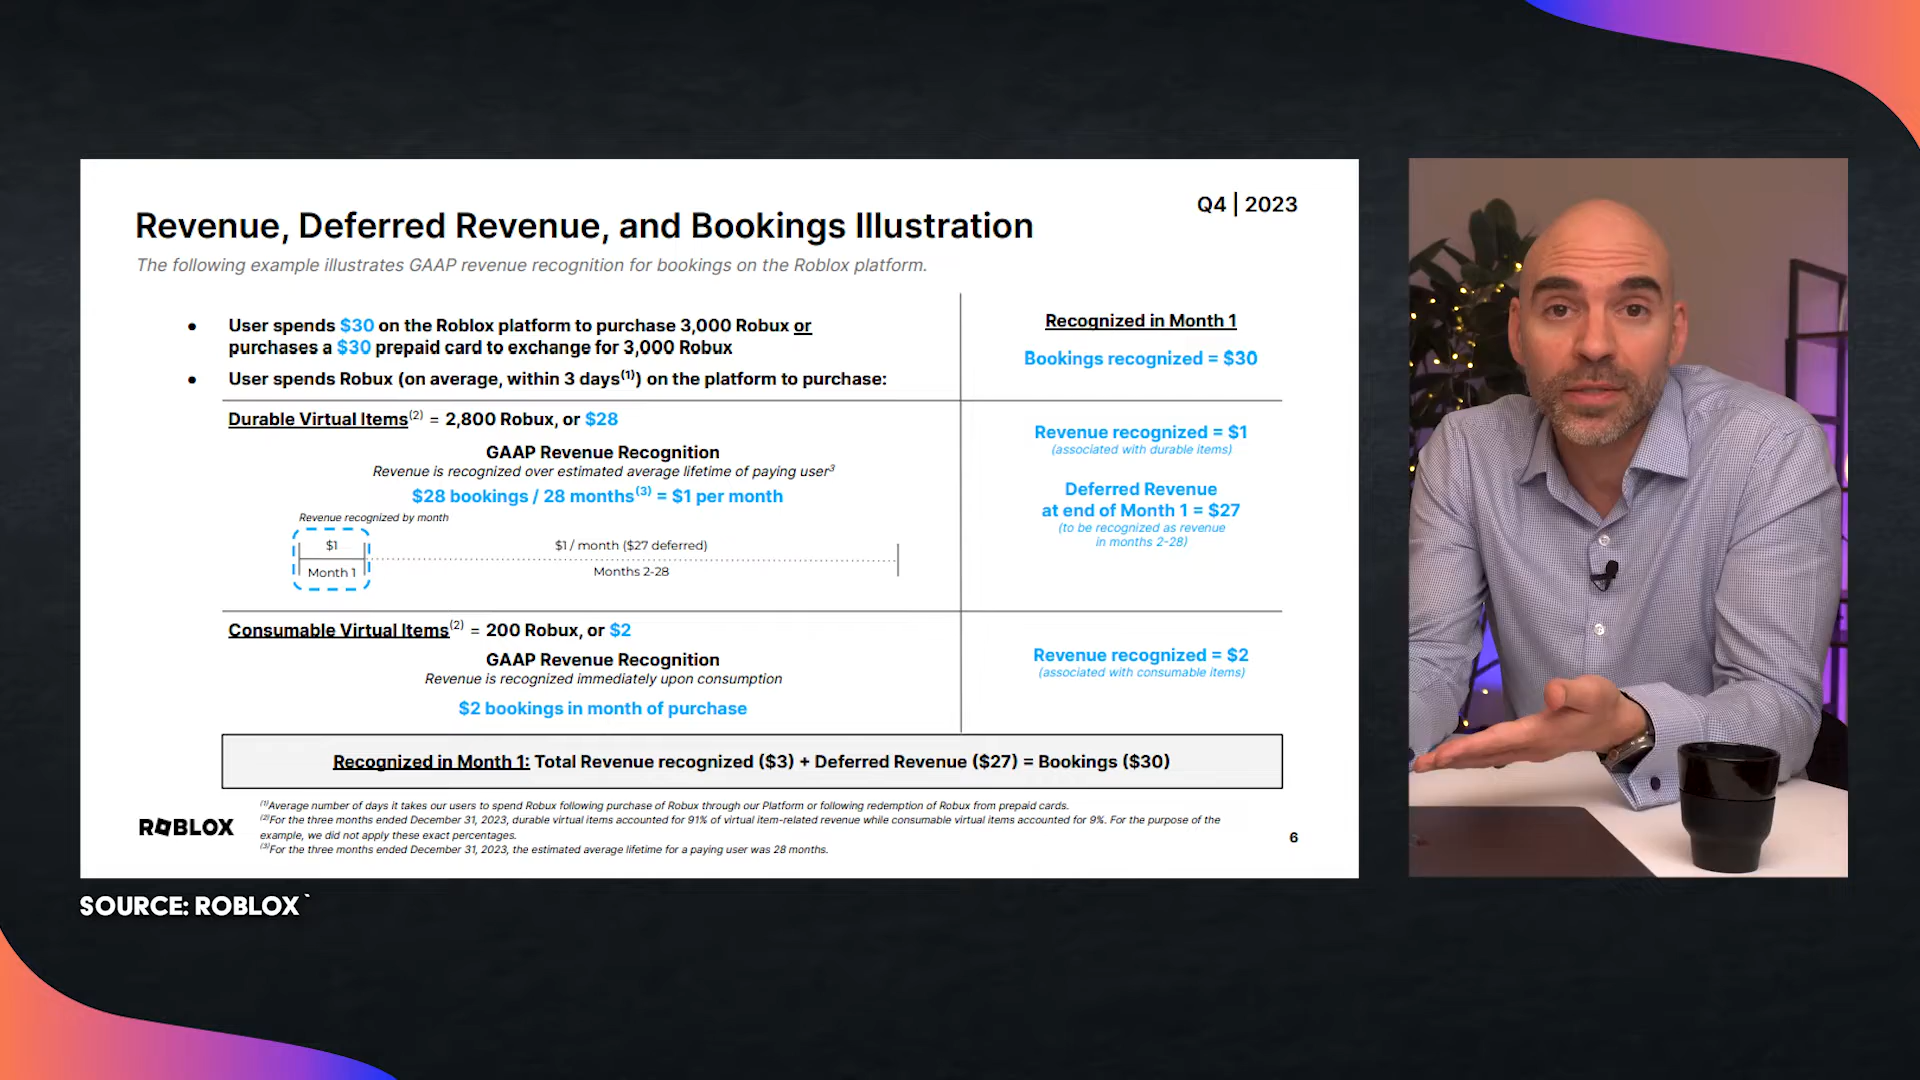 Q4 | 2023
Revenue, Deferred Revenue, and Bookings Illustration
The following example illustrates GAAP revenue recognition for bookings on the Roblox platform.
● User spends $30 on the Roblox platform to purchase 3,000 Robux or
purchases a $30 prepaid card to exchange for 3,000 Robux
● User spends Robux (on average, within 3 days(1)) on the platform to purchase:
Recognized in Month 1
Bookings recognized = $30
Durable Virtual Items(2) = 2,800 Robux, or $28
GAAP Revenue Recognition
Revenue is recognized over estimated average lifetime of paying user3
$28 bookings / 28 months(3) = $1 per month
Revenue recognized by month
$1
$1 / month ($27 deferred)
Month 1
Months 2-28
Revenue recognized = $1
(associated with durable items)
Deferred Revenue
at end of Month 1 = $27
(to be recognized as revenue
in months 2-28)
Consumable Virtual Items(2) = 200 Robux, or $2
GAAP Revenue Recognition
Revenue is recognized immediately upon consumption
$2 bookings in month of purchase
Revenue recognized = $2
(associated with consumable items)
Recognized in Month 1: Total Revenue recognized ($3) + Deferred Revenue ($27) = Bookings ($30)
(1)Average number of days it takes our users to spend Robux following purchase of Robux through our Platform or following redemption of Robux from prepaid cards.
(2)For the three months ended December 31, 2023, durable virtual items accounted for 91% of virtual item-related revenue while consumable virtual items accounted for 9%. For the purpose of the
example, we did not apply these exact percentages.
(3)For the three months ended December 31, 2023, the estimated average lifetime for a paying user was 28 months.
ROBLOX
6
SOURCE: ROBLOX`